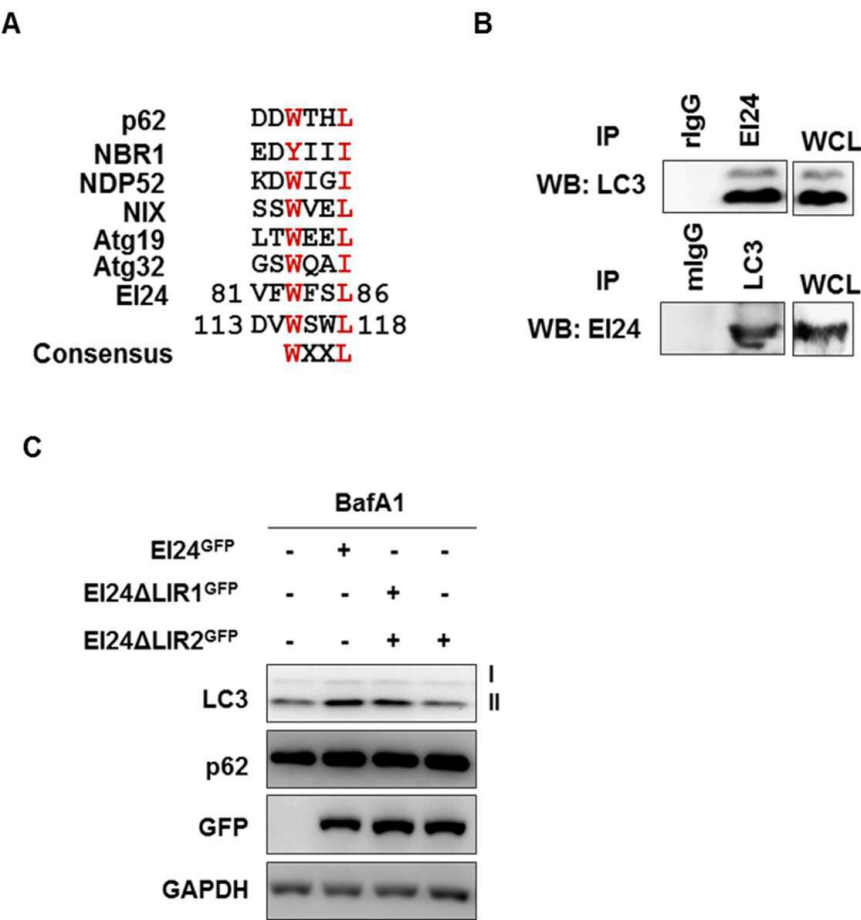 A
p62 DDWTHL
NBR1 EDYIII
NDP52 KDWIGI
NIX SSWVEL
Atg19 LTWEEL
Atg32 GSWQAI
EI24 81 VFWFSL 86
113 DVWSWL 118
Consensus WXXL
B
IP rIgG EI24 WCL
WB: LC3
IP mIgG LC3 WCL
WB: EI24
C
BafA1
EI24GFP - + - -
EI24ΔLIR1GFP - - + -
EI24ΔLIR2GFP - - + +
LC3 I
II
p62
GFP
GAPDH